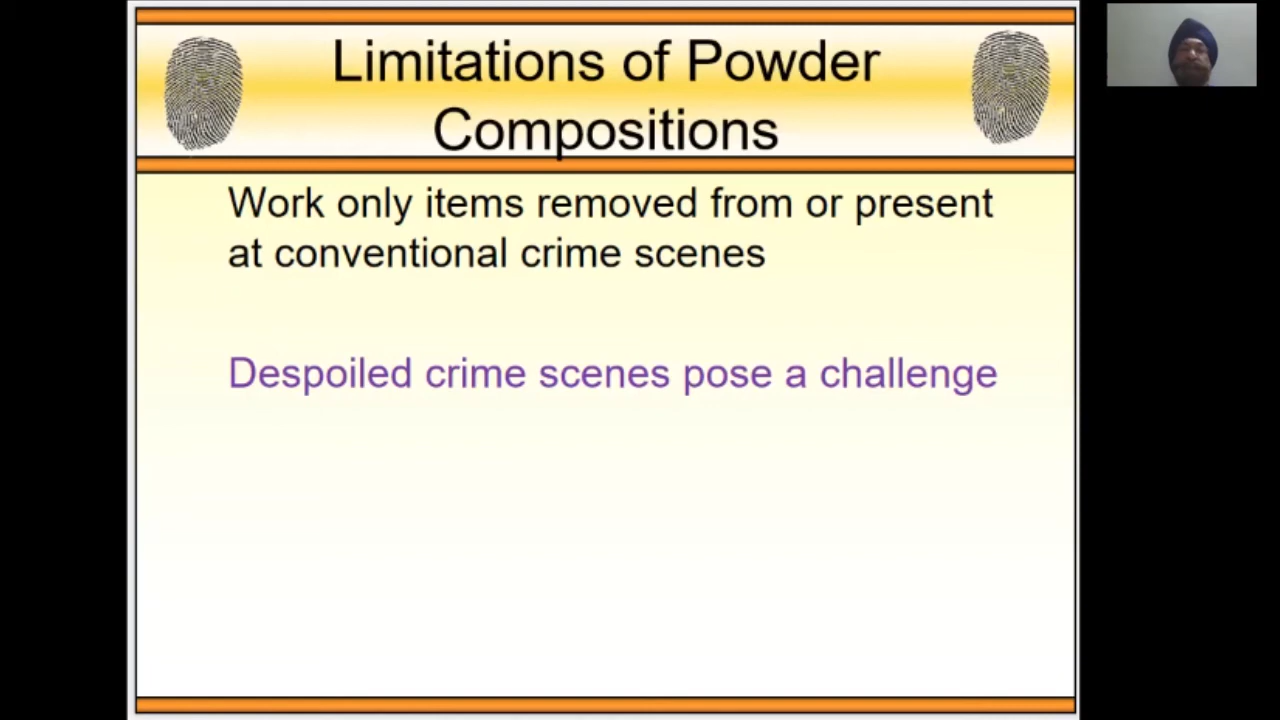 Limitations of Powder
Compositions
Work only items removed from or present
at conventional crime scenes
Despoiled crime scenes pose a challenge